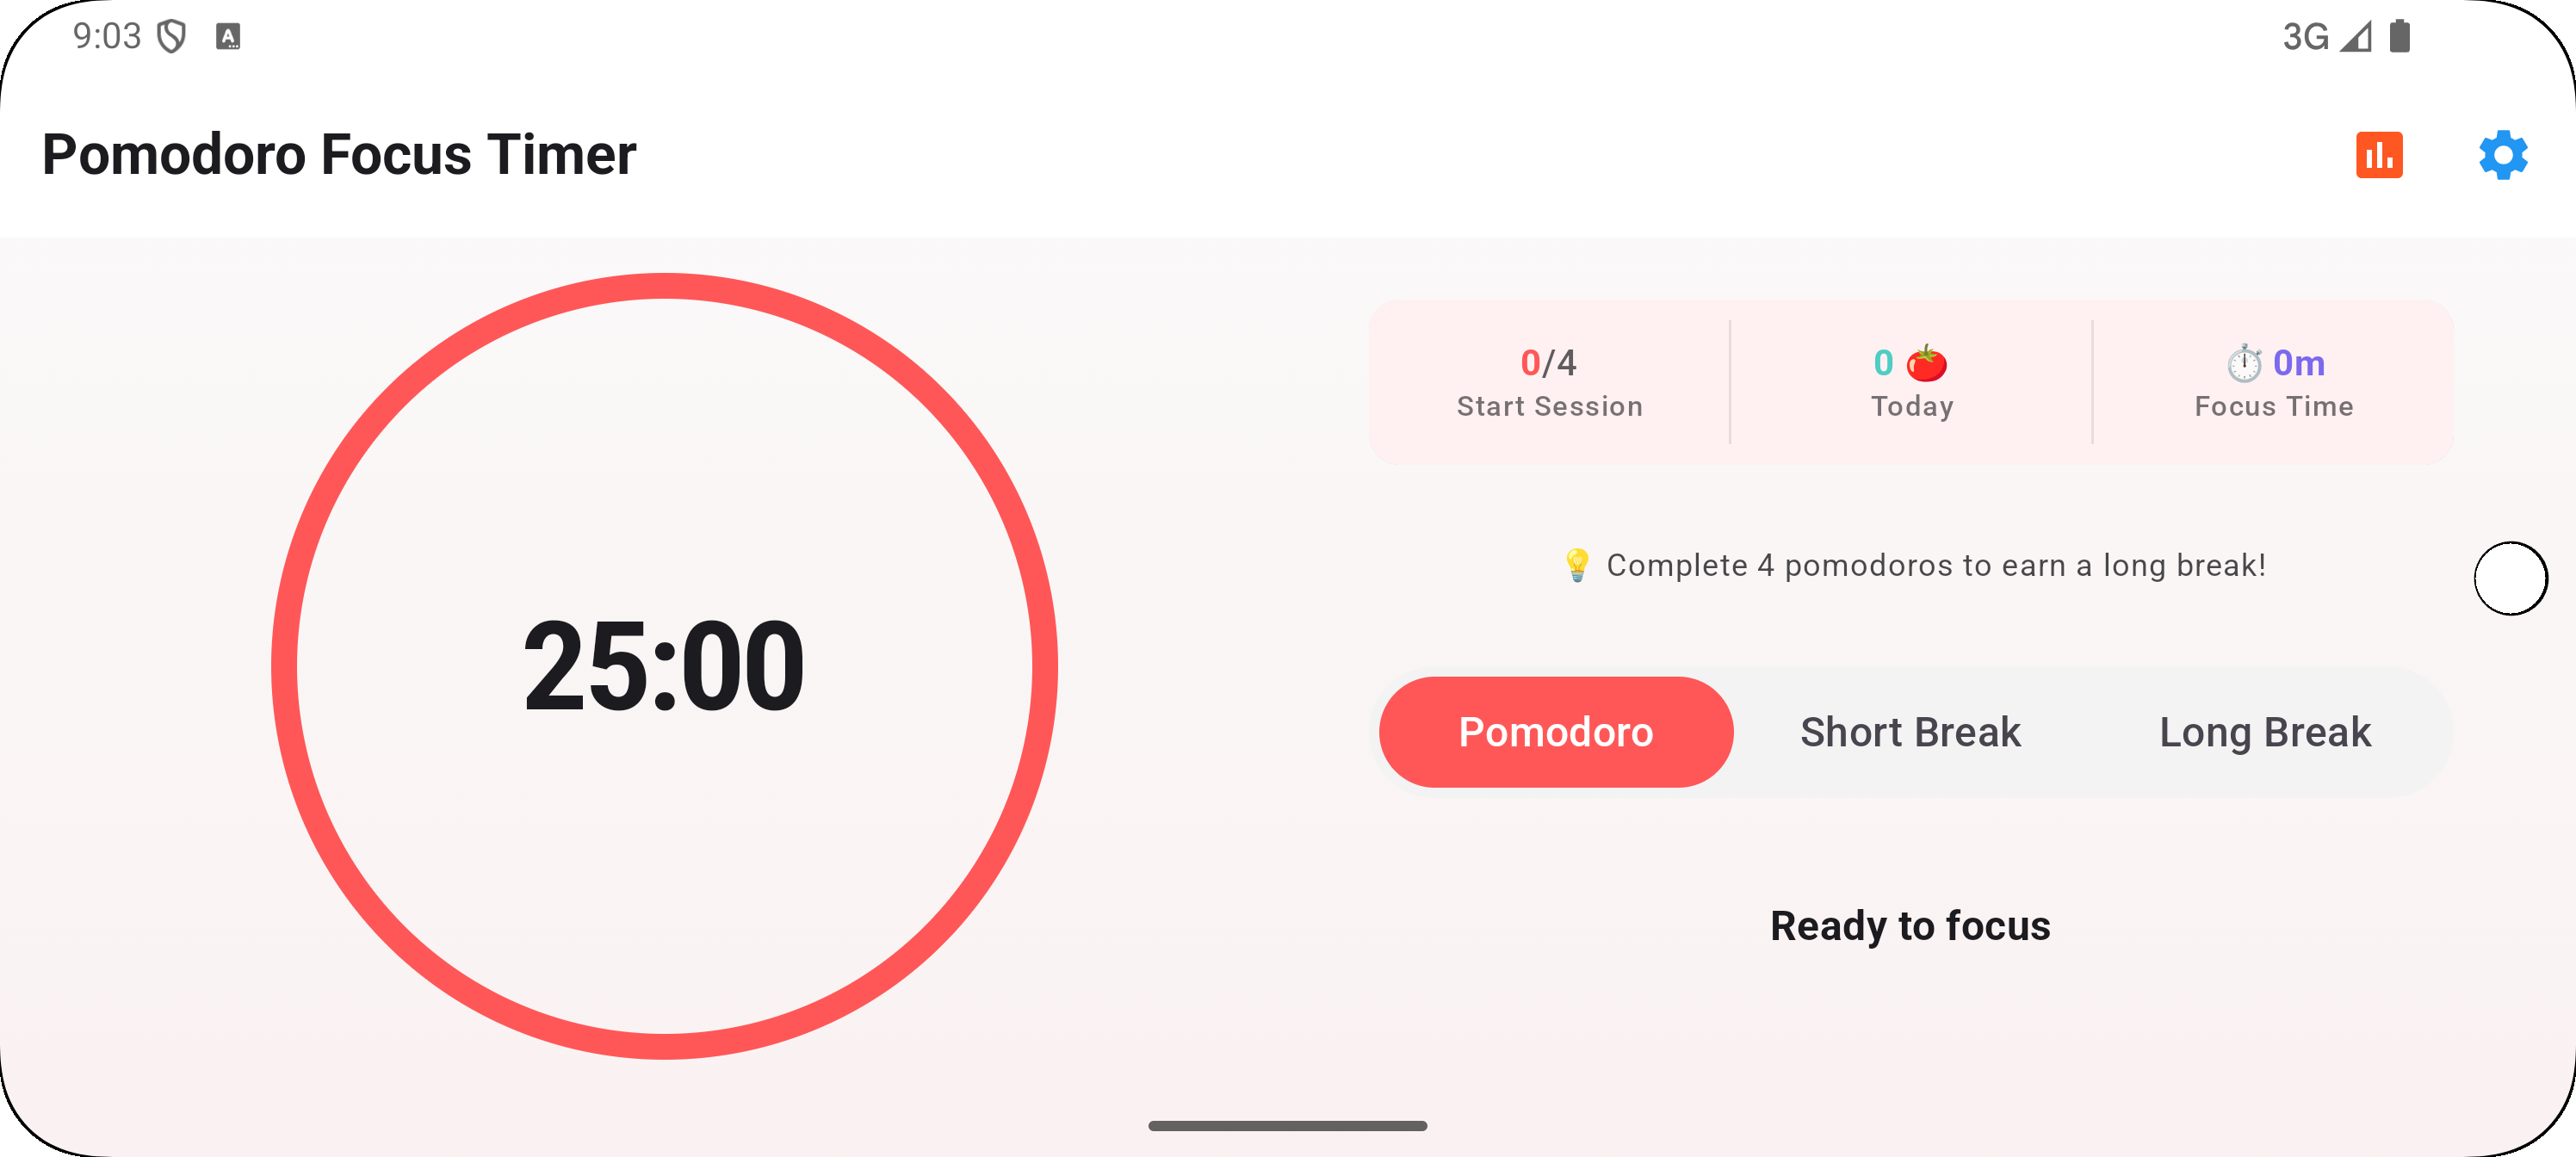 9:03
3G
Pomodoro Focus Timer
25:00
0/4
Start Session
0 🍅
Today
⏱️ 0m
Focus Time
💡 Complete 4 pomodoros to earn a long break!
Pomodoro
Short Break
Long Break
Ready to focus